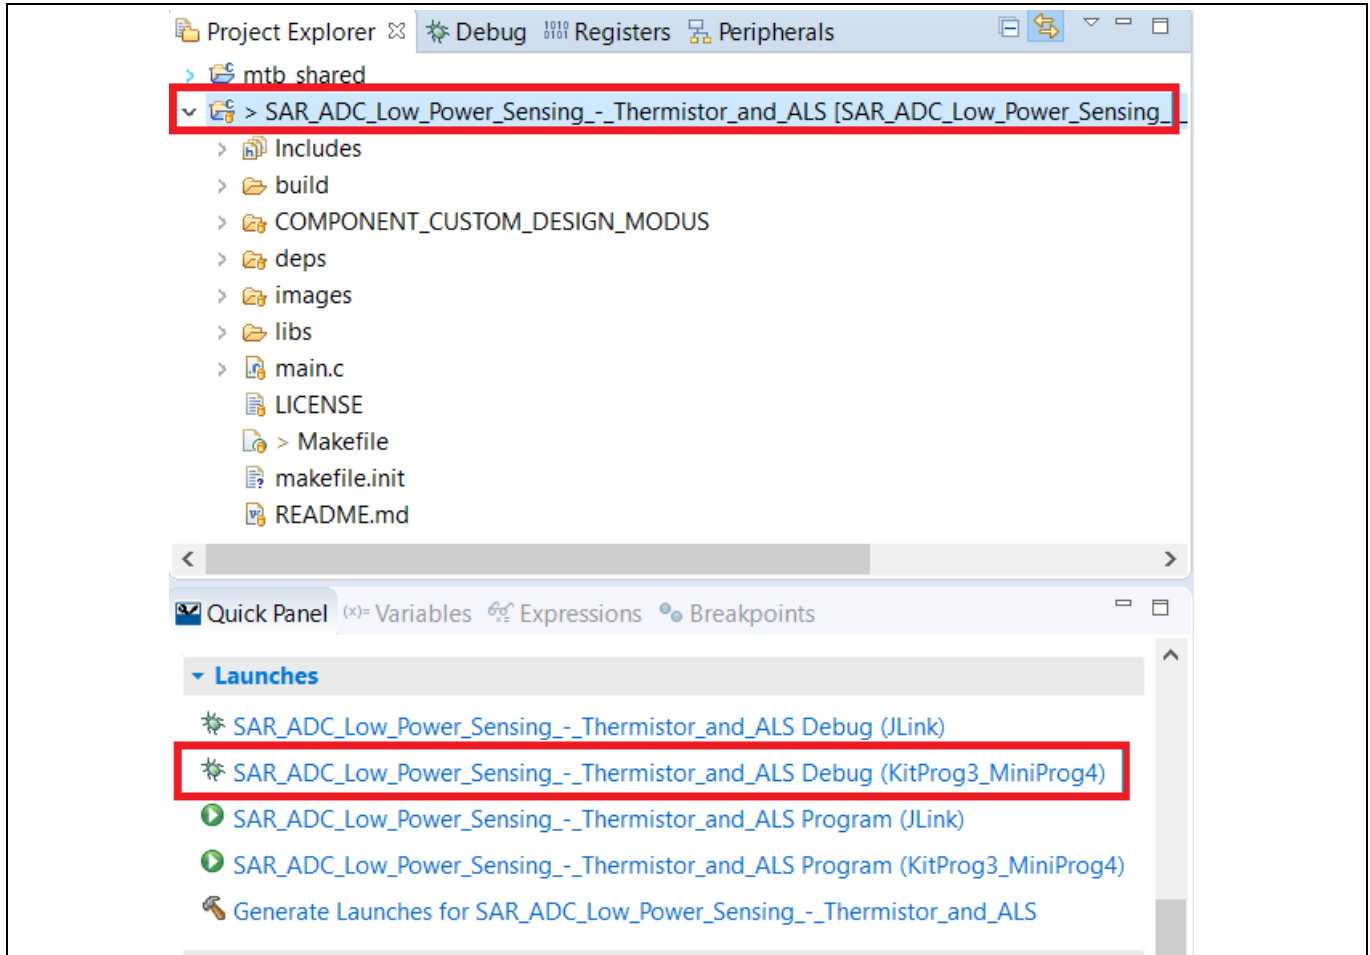 Project Explorer Debug 1010 0101 Registers Peripherals
mtb_shared
> SAR_ADC_Low_Power_Sensing_-_Thermistor_and_ALS [SAR_ADC_Low_Power_Sensing_-_
Includes
build
COMPONENT_CUSTOM_DESIGN_MODUS
deps
images
libs
main.c
LICENSE
> Makefile
makefile.init
README.md
Quick Panel (x)= Variables Expressions Breakpoints
Launches
SAR_ADC_Low_Power_Sensing_-_Thermistor_and_ALS Debug (JLink)
SAR_ADC_Low_Power_Sensing_-_Thermistor_and_ALS Debug (KitProg3_MiniProg4)
SAR_ADC_Low_Power_Sensing_-_Thermistor_and_ALS Program (JLink)
SAR_ADC_Low_Power_Sensing_-_Thermistor_and_ALS Program (KitProg3_MiniProg4)
Generate Launches for SAR_ADC_Low_Power_Sensing_-_Thermistor_and_ALS